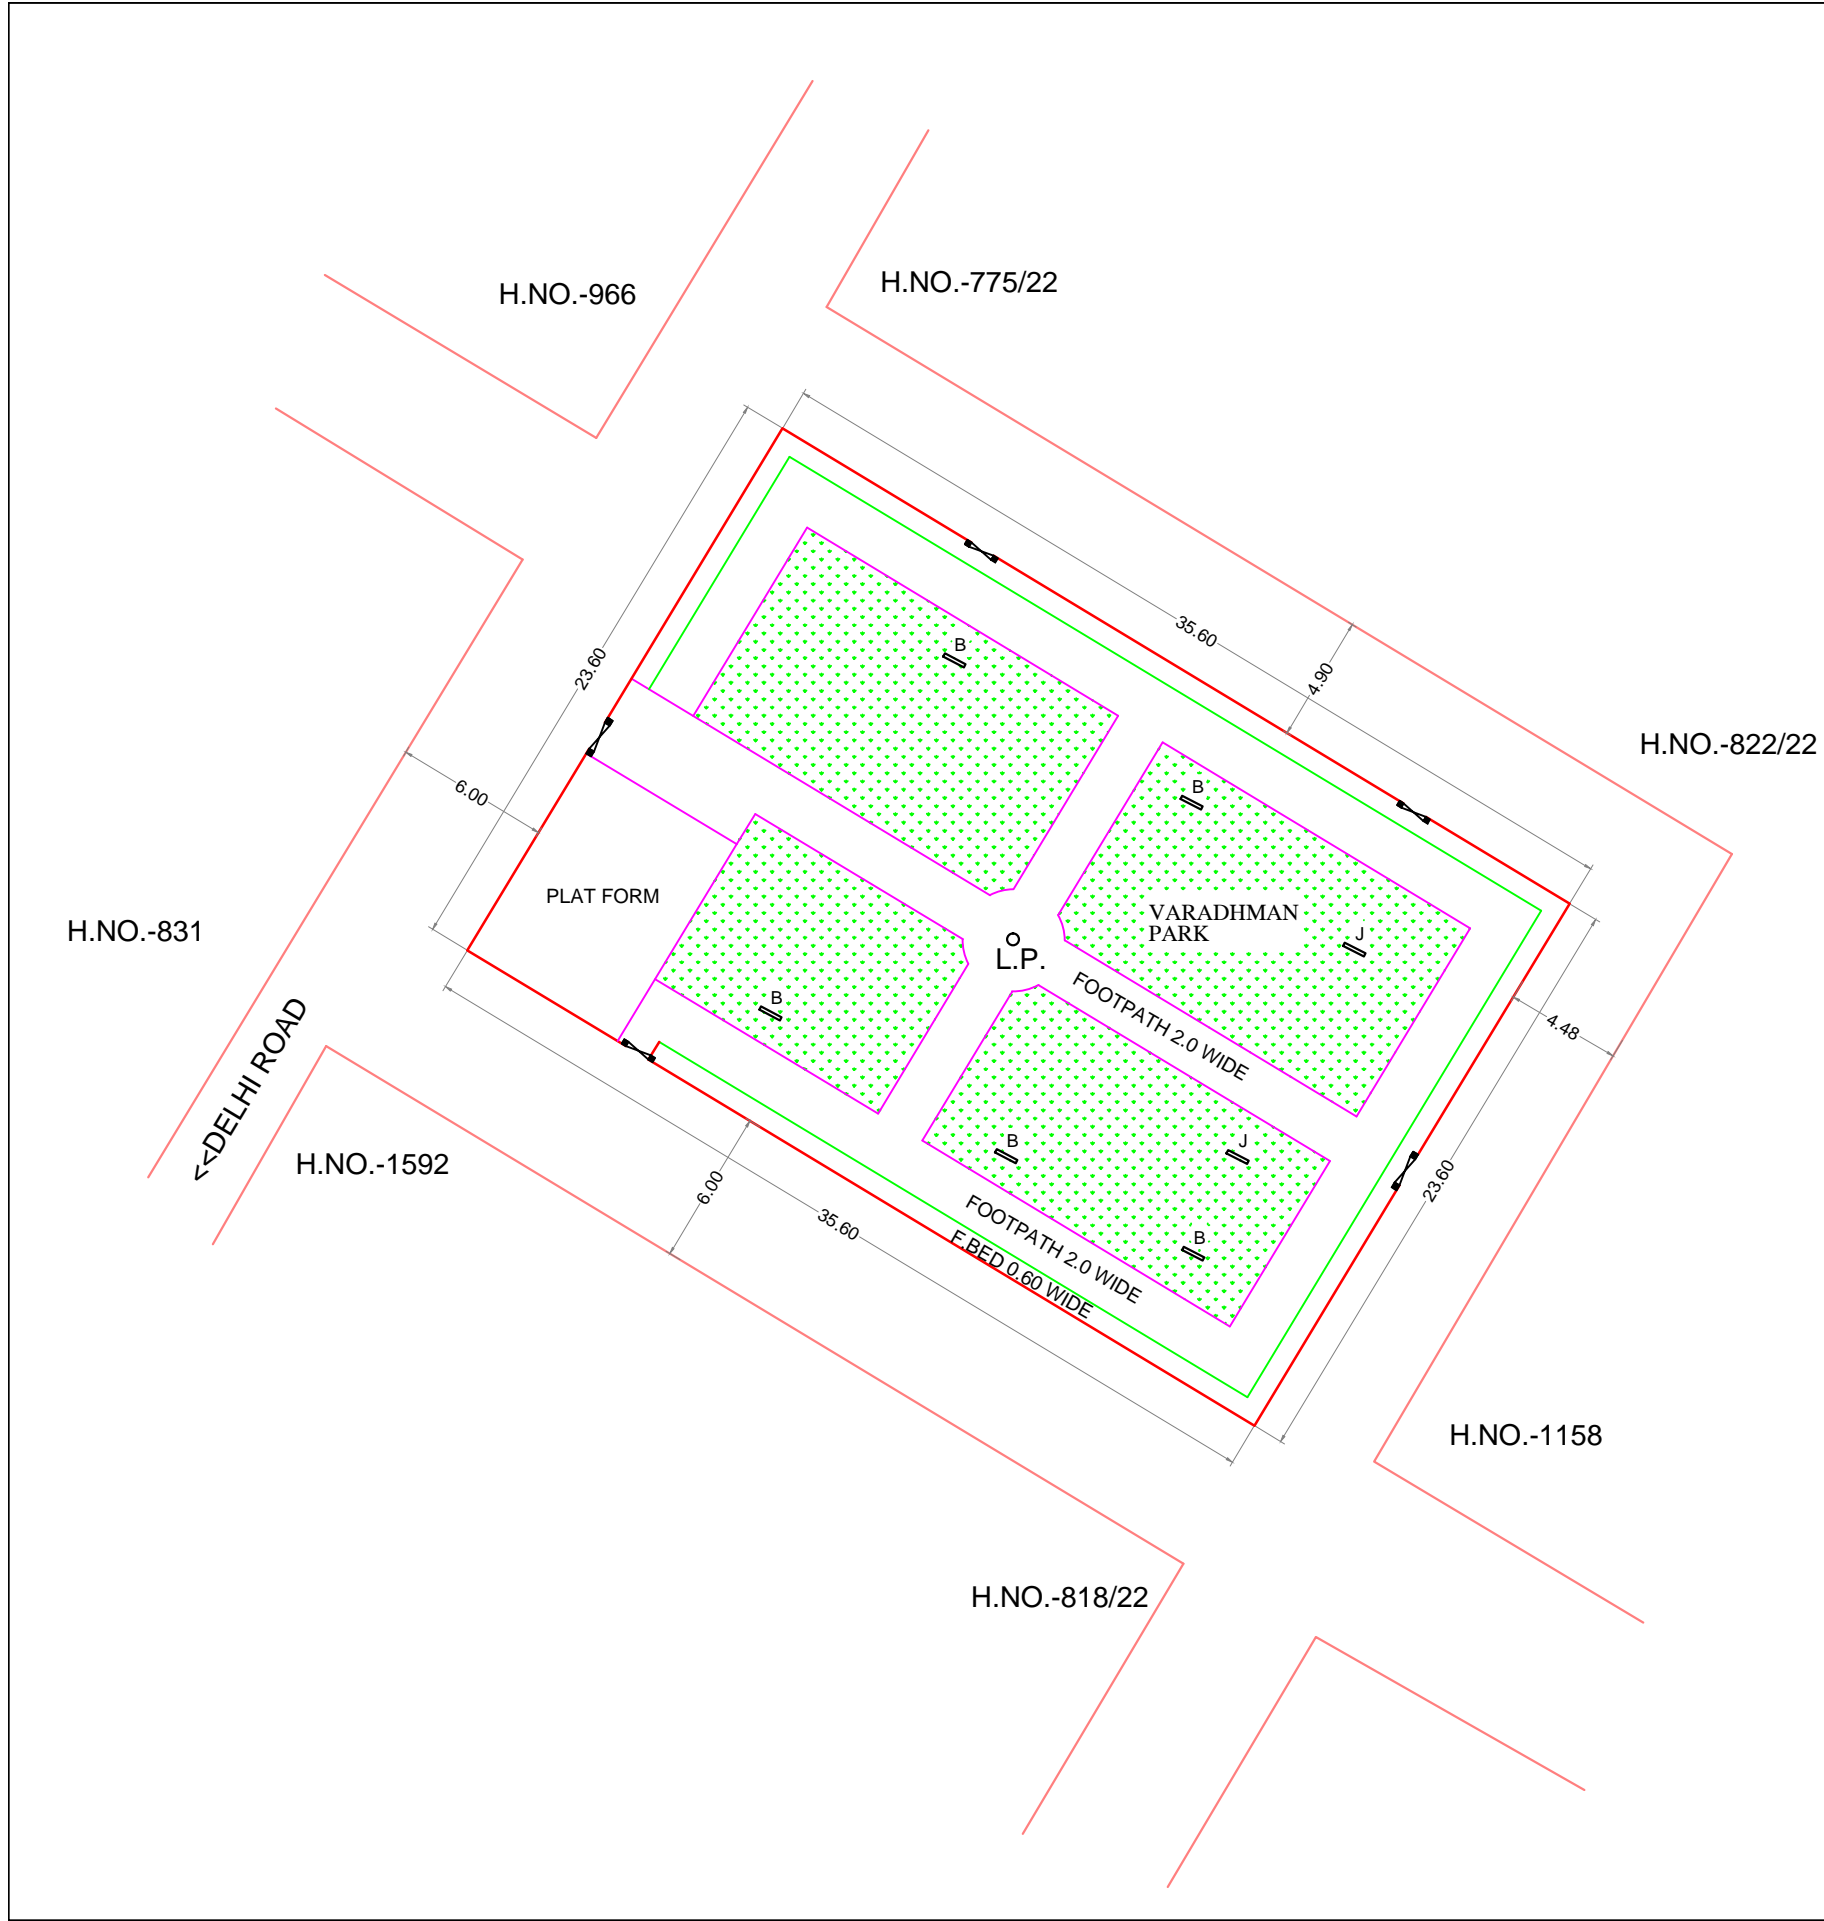 H.NO.-775/22
H.NO.-966
35.60
23.60
B
4.90
H.NO.-822/22
B
6.00
PLAT FORM
VARADHMAN
PARK
J
H.NO.-831
L.P.
FOOTPATH 2.0 WIDE
B
4.48
<<DELHI ROAD
B
J
H.NO.-1592
6.00
35.60
23.60
FOOTPATH 2.0 WIDE
B
F.BED 0.60 WIDE
H.NO.-1158
H.NO.-818/22